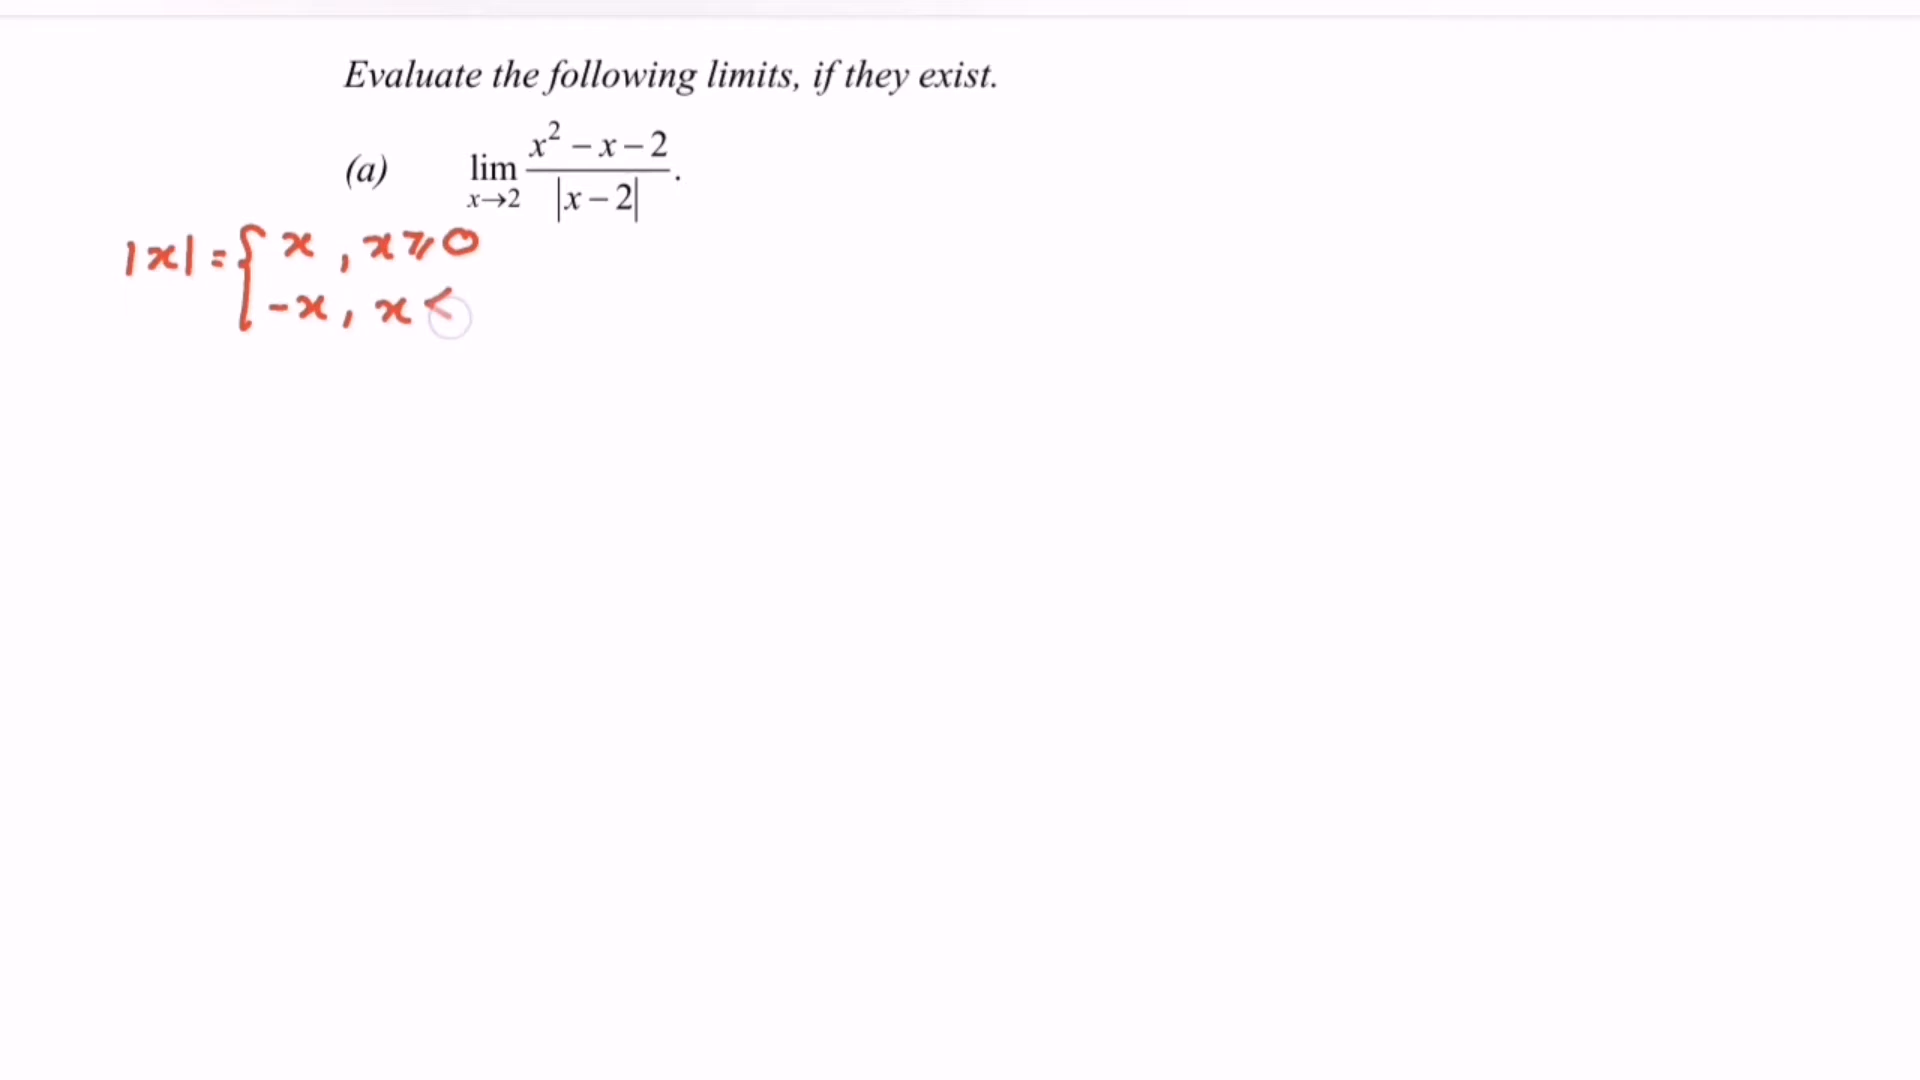 Evaluate the following limits, if they exist.
(a) lim x→2 (x² − x − 2) / |x − 2| .
|x| = { x , x ⩾ 0
-x , x <